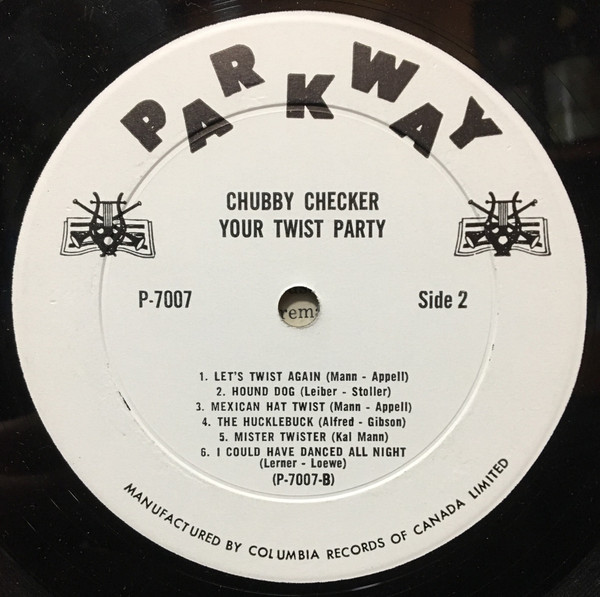 PARKWAY
CHUBBY CHECKER
YOUR TWIST PARTY
P-7007
Side 2
rem
1. LET'S TWIST AGAIN (Mann - Appell)
2. HOUND DOG (Leiber - Stoller)
3. MEXICAN HAT TWIST (Mann - Appell)
4. THE HUCKLEBUCK (Alfred - Gibson)
5. MISTER TWISTER (Kal Mann)
6. I COULD HAVE DANCED ALL NIGHT
(Lerner - Loewe)
(P-7007-B)
MANUFACTURED BY COLUMBIA RECORDS OF CANADA LIMITED